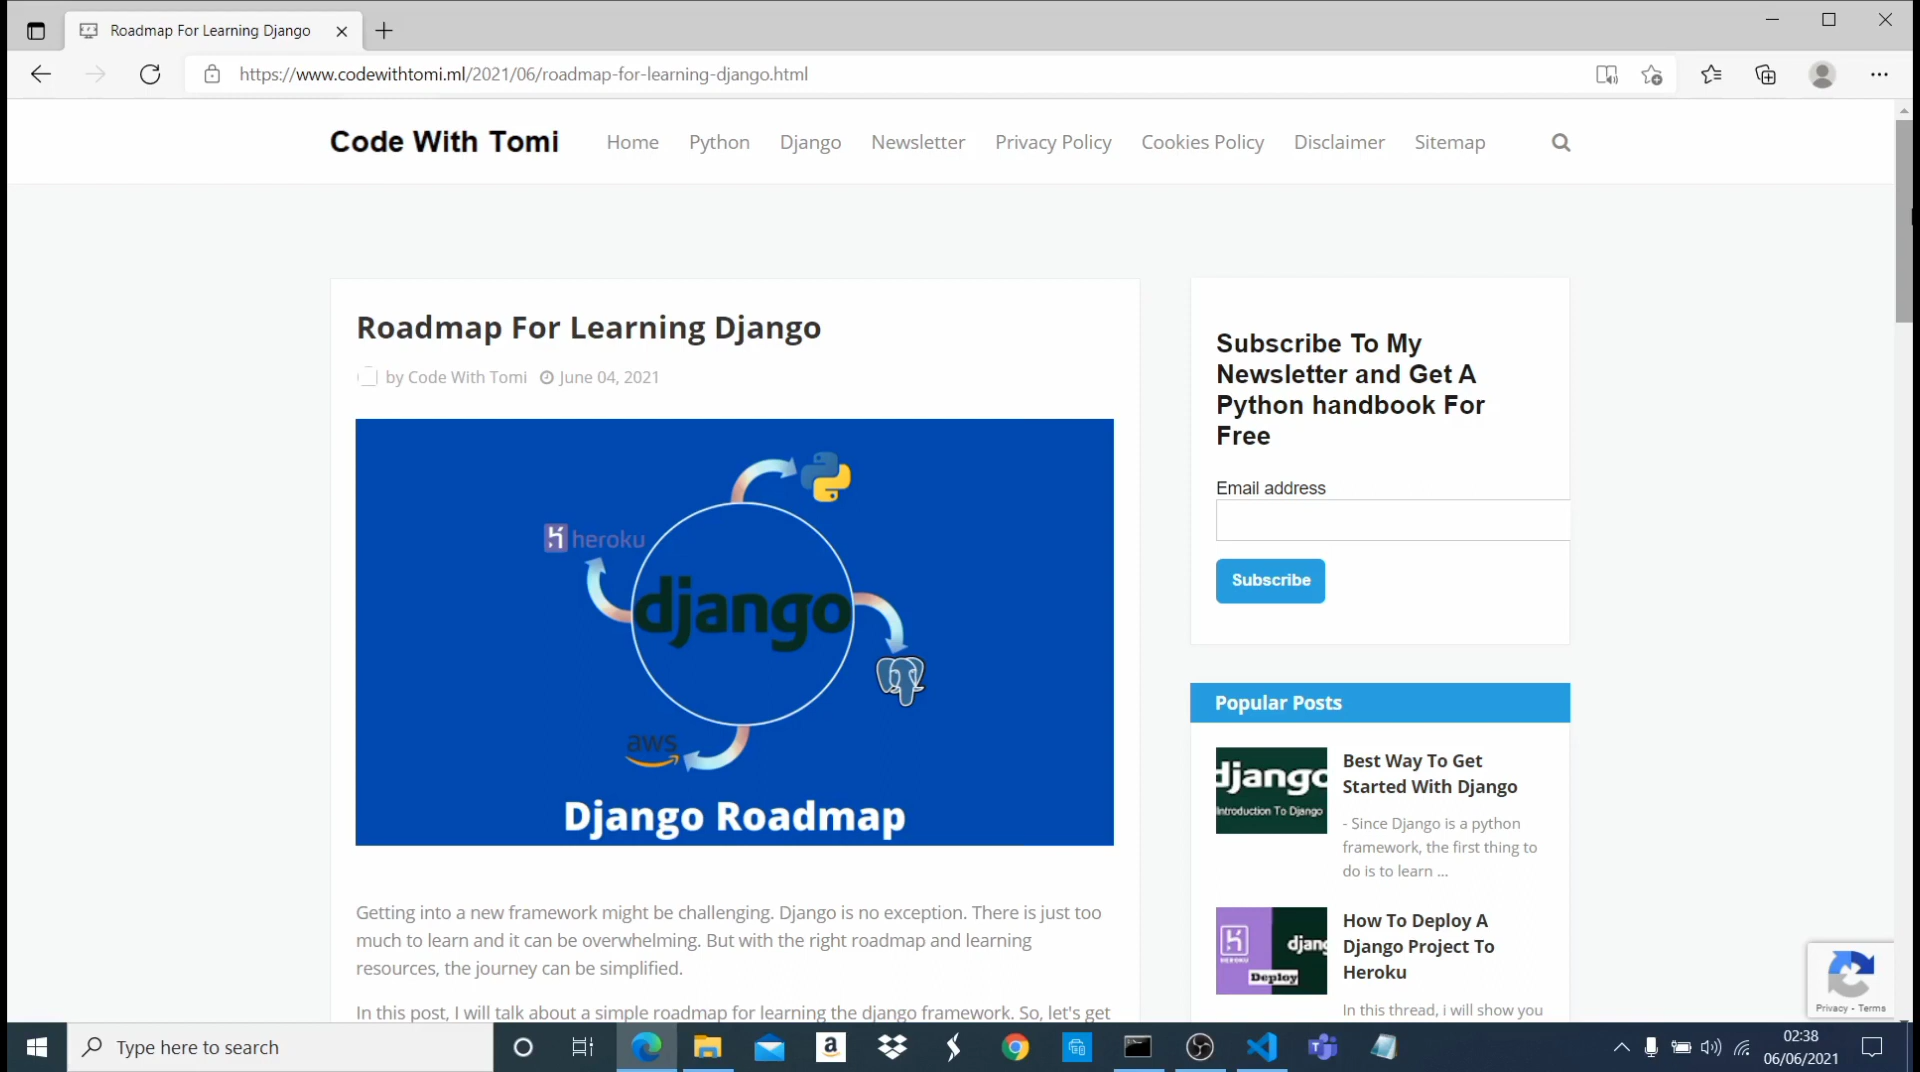 Roadmap For Learning Django
https://www.codewithtomi.ml/2021/06/roadmap-for-learning-django.html
Code With Tomi
Home
Python
Django
Newsletter
Privacy Policy
Cookies Policy
Disclaimer
Sitemap
Roadmap For Learning Django
by Code With Tomi
June 04, 2021
heroku
django
aws
Django Roadmap
Getting into a new framework might be challenging. Django is no exception. There is just too
much to learn and it can be overwhelming. But with the right roadmap and learning
resources, the journey can be simplified.
In this post, I will talk about a simple roadmap for learning the django framework. So, let's get
Subscribe To My
Newsletter and Get A
Python handbook For
Free
Email address
Subscribe
Popular Posts
django
Introduction To Django
Best Way To Get
Started With Django
- Since Django is a python
framework, the first thing to
do is to learn ...
HEROKU
djang
Deploy
How To Deploy A
Django Project To
Heroku
In this thread, i will show you
Privacy - Terms
Type here to search
a
02:38
06/06/2021